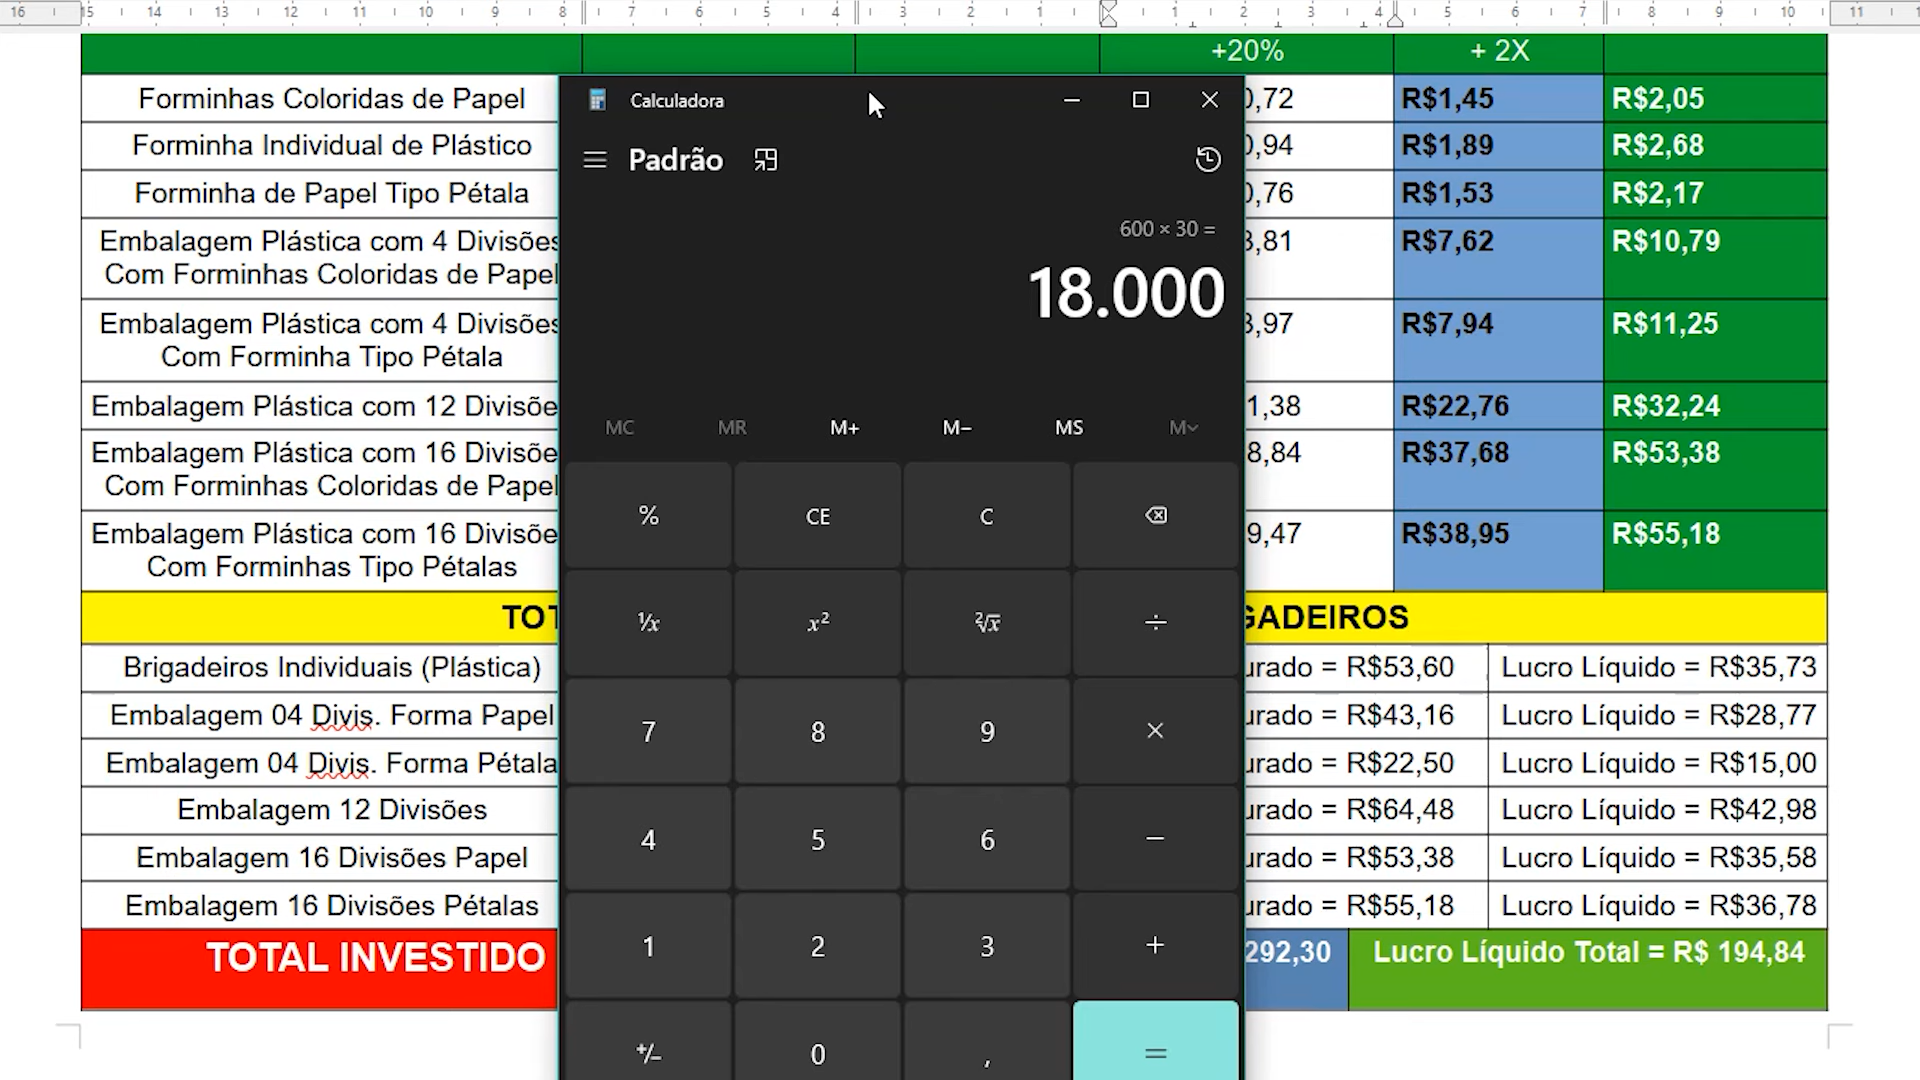 16 15 14 13 12 11 10 9 8 7 6 5 4 3 2 1 1 2 3 4 5 6 7 8 9 10 11
+20% + 2X
Forminhas Coloridas de Papel 0,72 R$1,45 R$2,05
Forminha Individual de Plástico 0,94 R$1,89 R$2,68
Forminha de Papel Tipo Pétala 0,76 R$1,53 R$2,17
Embalagem Plástica com 4 Divisões 3,81 R$7,62 R$10,79
Com Forminhas Coloridas de Papel
Embalagem Plástica com 4 Divisões 3,97 R$7,94 R$11,25
Com Forminha Tipo Pétala
Embalagem Plástica com 12 Divisõe 1,38 R$22,76 R$32,24
Embalagem Plástica com 16 Divisõe 8,84 R$37,68 R$53,38
Com Forminhas Coloridas de Papel
Embalagem Plástica com 16 Divisõe 9,47 R$38,95 R$55,18
Com Forminhas Tipo Pétalas
TOT GADEIROS
Brigadeiros Individuais (Plástica) urado = R$53,60 Lucro Líquido = R$35,73
Embalagem 04 Divis. Forma Papel urado = R$43,16 Lucro Líquido = R$28,77
Embalagem 04 Divis. Forma Pétala urado = R$22,50 Lucro Líquido = R$15,00
Embalagem 12 Divisões urado = R$64,48 Lucro Líquido = R$42,98
Embalagem 16 Divisões Papel urado = R$53,38 Lucro Líquido = R$35,58
Embalagem 16 Divisões Pétalas urado = R$55,18 Lucro Líquido = R$36,78
TOTAL INVESTIDO 292,30 Lucro Líquido Total = R$ 194,84
Calculadora
Padrão
600 × 30 =
18.000
MC MR M+ M− MS M
% CE C
¹/x x² ²√x ÷
7 8 9 ×
4 5 6 −
1 2 3 +
+/− 0 , =